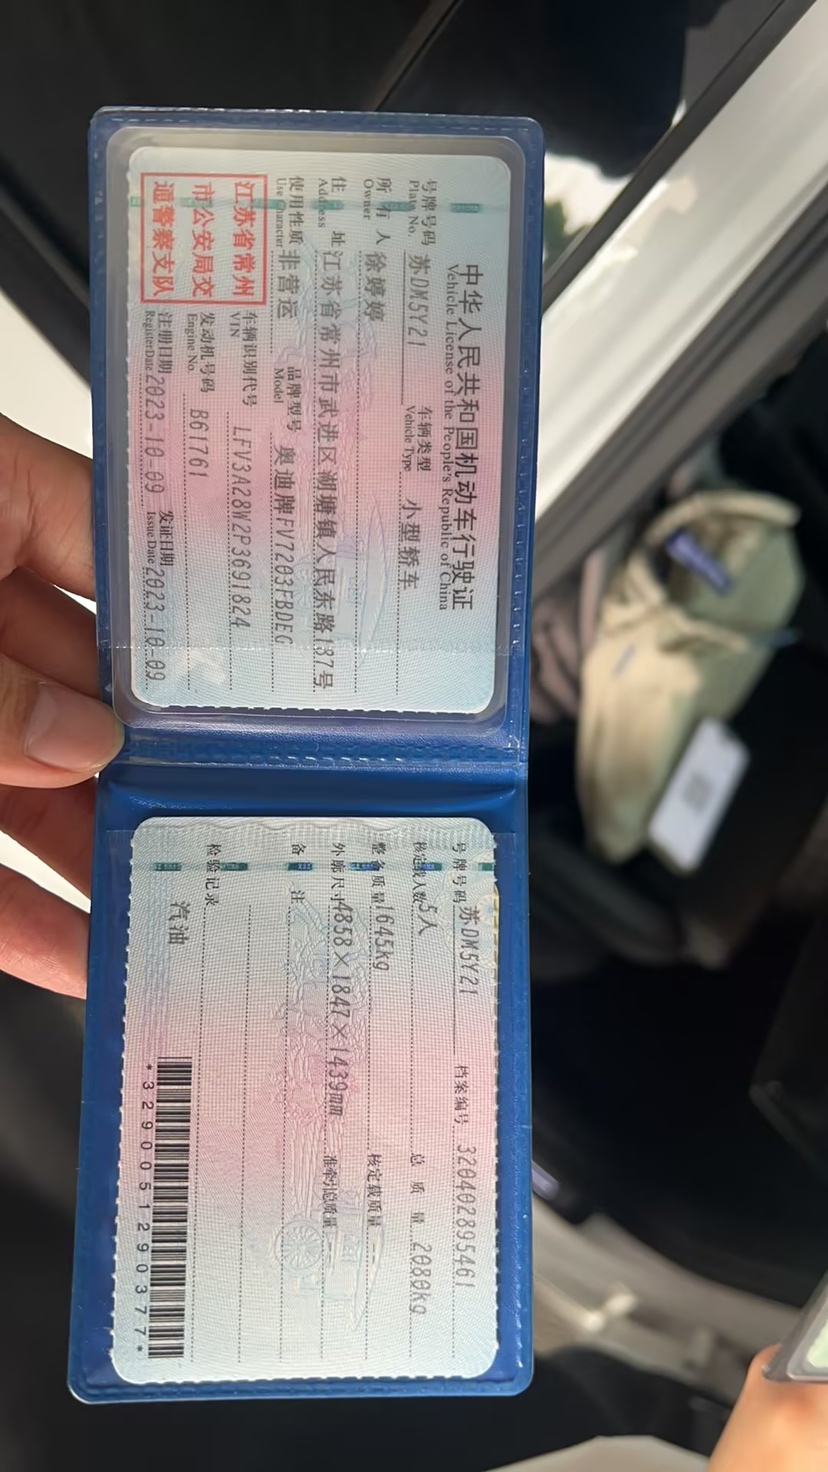 中华人民共和国机动车行驶证
Vehicle License of the People's Republic of China
号牌号码 Plate No. 苏DM5Y21 车辆类型 Vehicle Type 小型轿车
所有人 Owner 徐婷婷
住址 Address 江苏省常州市武进区湖塘镇人民东路187号
使用性质 Use Character 非营运 品牌型号 Model 奥迪牌FV7203FBDEG
江苏省常州
市公安局交
通警察支队
车辆识别代号 VIN LFV3A28W2P3691824
发动机号码 Engine No. B61761
注册日期 Register Date 2023-10-09 发证日期 Issue Date 2023-10-09
号牌号码 苏DM5Y21 档案编号 320402895461
核定载人数 5人 总质量 2080kg
整备质量 1645kg 核定载质量 --
外廓尺寸 4858×1847×1439mm 准牵引总质量 --
备注
检验记录
汽油
*3290051290377*